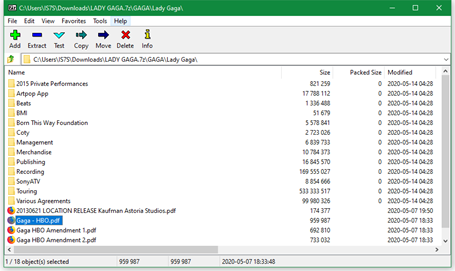 C:\Users\IS7S\Downloads\LADY GAGA.7z\GAGA\Lady Gaga\
File Edit View Favorites Tools Help
Add Extract Test Copy Move Delete Info
C:\Users\IS7S\Downloads\LADY GAGA.7z\GAGA\Lady Gaga\
Name Size Packed Size Modified
2015 Private Performances 821 259 0 2020-05-14 04:28
Artpop App 17 788 112 0 2020-05-14 04:28
Beats 1 336 488 0 2020-05-14 04:28
BMI 51 679 0 2020-05-14 04:28
Born This Way Foundation 5 578 841 0 2020-05-14 04:28
Coty 2 723 026 0 2020-05-14 04:28
Management 6 839 733 0 2020-05-14 04:28
Merchandise 10 784 373 0 2020-05-14 04:28
Publishing 16 845 570 0 2020-05-14 04:28
Recording 169 555 027 0 2020-05-14 04:28
SonyATV 8 854 666 0 2020-05-14 04:28
Touring 533 333 517 0 2020-05-14 04:28
Various Agreements 99 980 326 0 2020-05-14 04:28
20130621 LOCATION RELEASE Kaufman Astoria Studios.pdf 174 377 2020-05-07 19:50
Gaga - HBO.pdf 959 987 2020-05-07 18:33
Gaga HBO Amendment 1.pdf 692 810 2020-05-07 18:33
Gaga HBO Amendment 2.pdf 733 032 2020-05-07 18:33
1 / 18 object(s) selected 959 987 959 987 2020-05-07 18:33:48